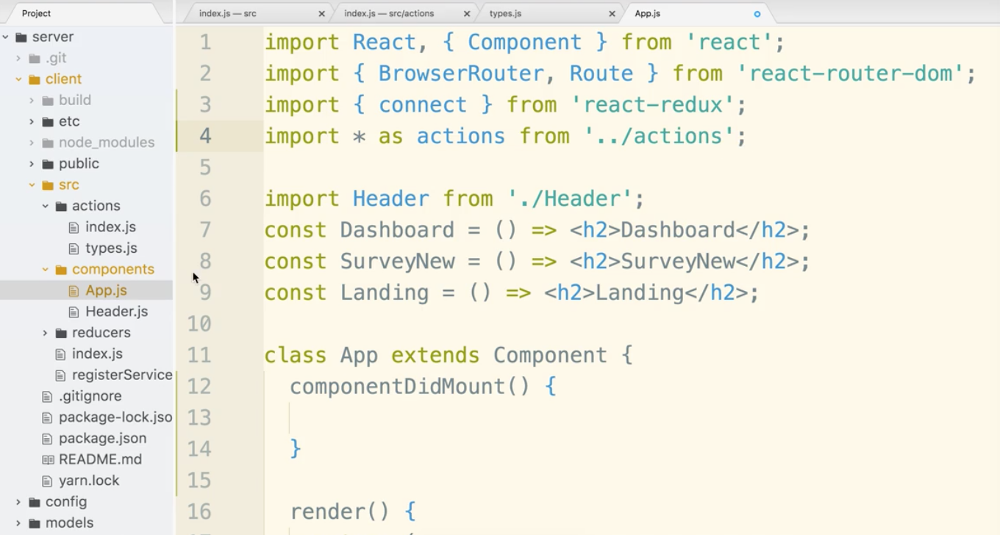 Project
index.js — src
index.js — src/actions
types.js
App.js
server
.git
client
build
etc
node_modules
public
src
actions
index.js
types.js
components
App.js
Header.js
reducers
index.js
registerService
.gitignore
package-lock.jso
package.json
README.md
yarn.lock
config
models
1 import React, { Component } from 'react';
2 import { BrowserRouter, Route } from 'react-router-dom';
3 import { connect } from 'react-redux';
4 import * as actions from '../actions';
5
6 import Header from './Header';
7 const Dashboard = () => <h2>Dashboard</h2>;
8 const SurveyNew = () => <h2>SurveyNew</h2>;
9 const Landing = () => <h2>Landing</h2>;
10
11 class App extends Component {
12 componentDidMount() {
13
14 }
15
16 render() {